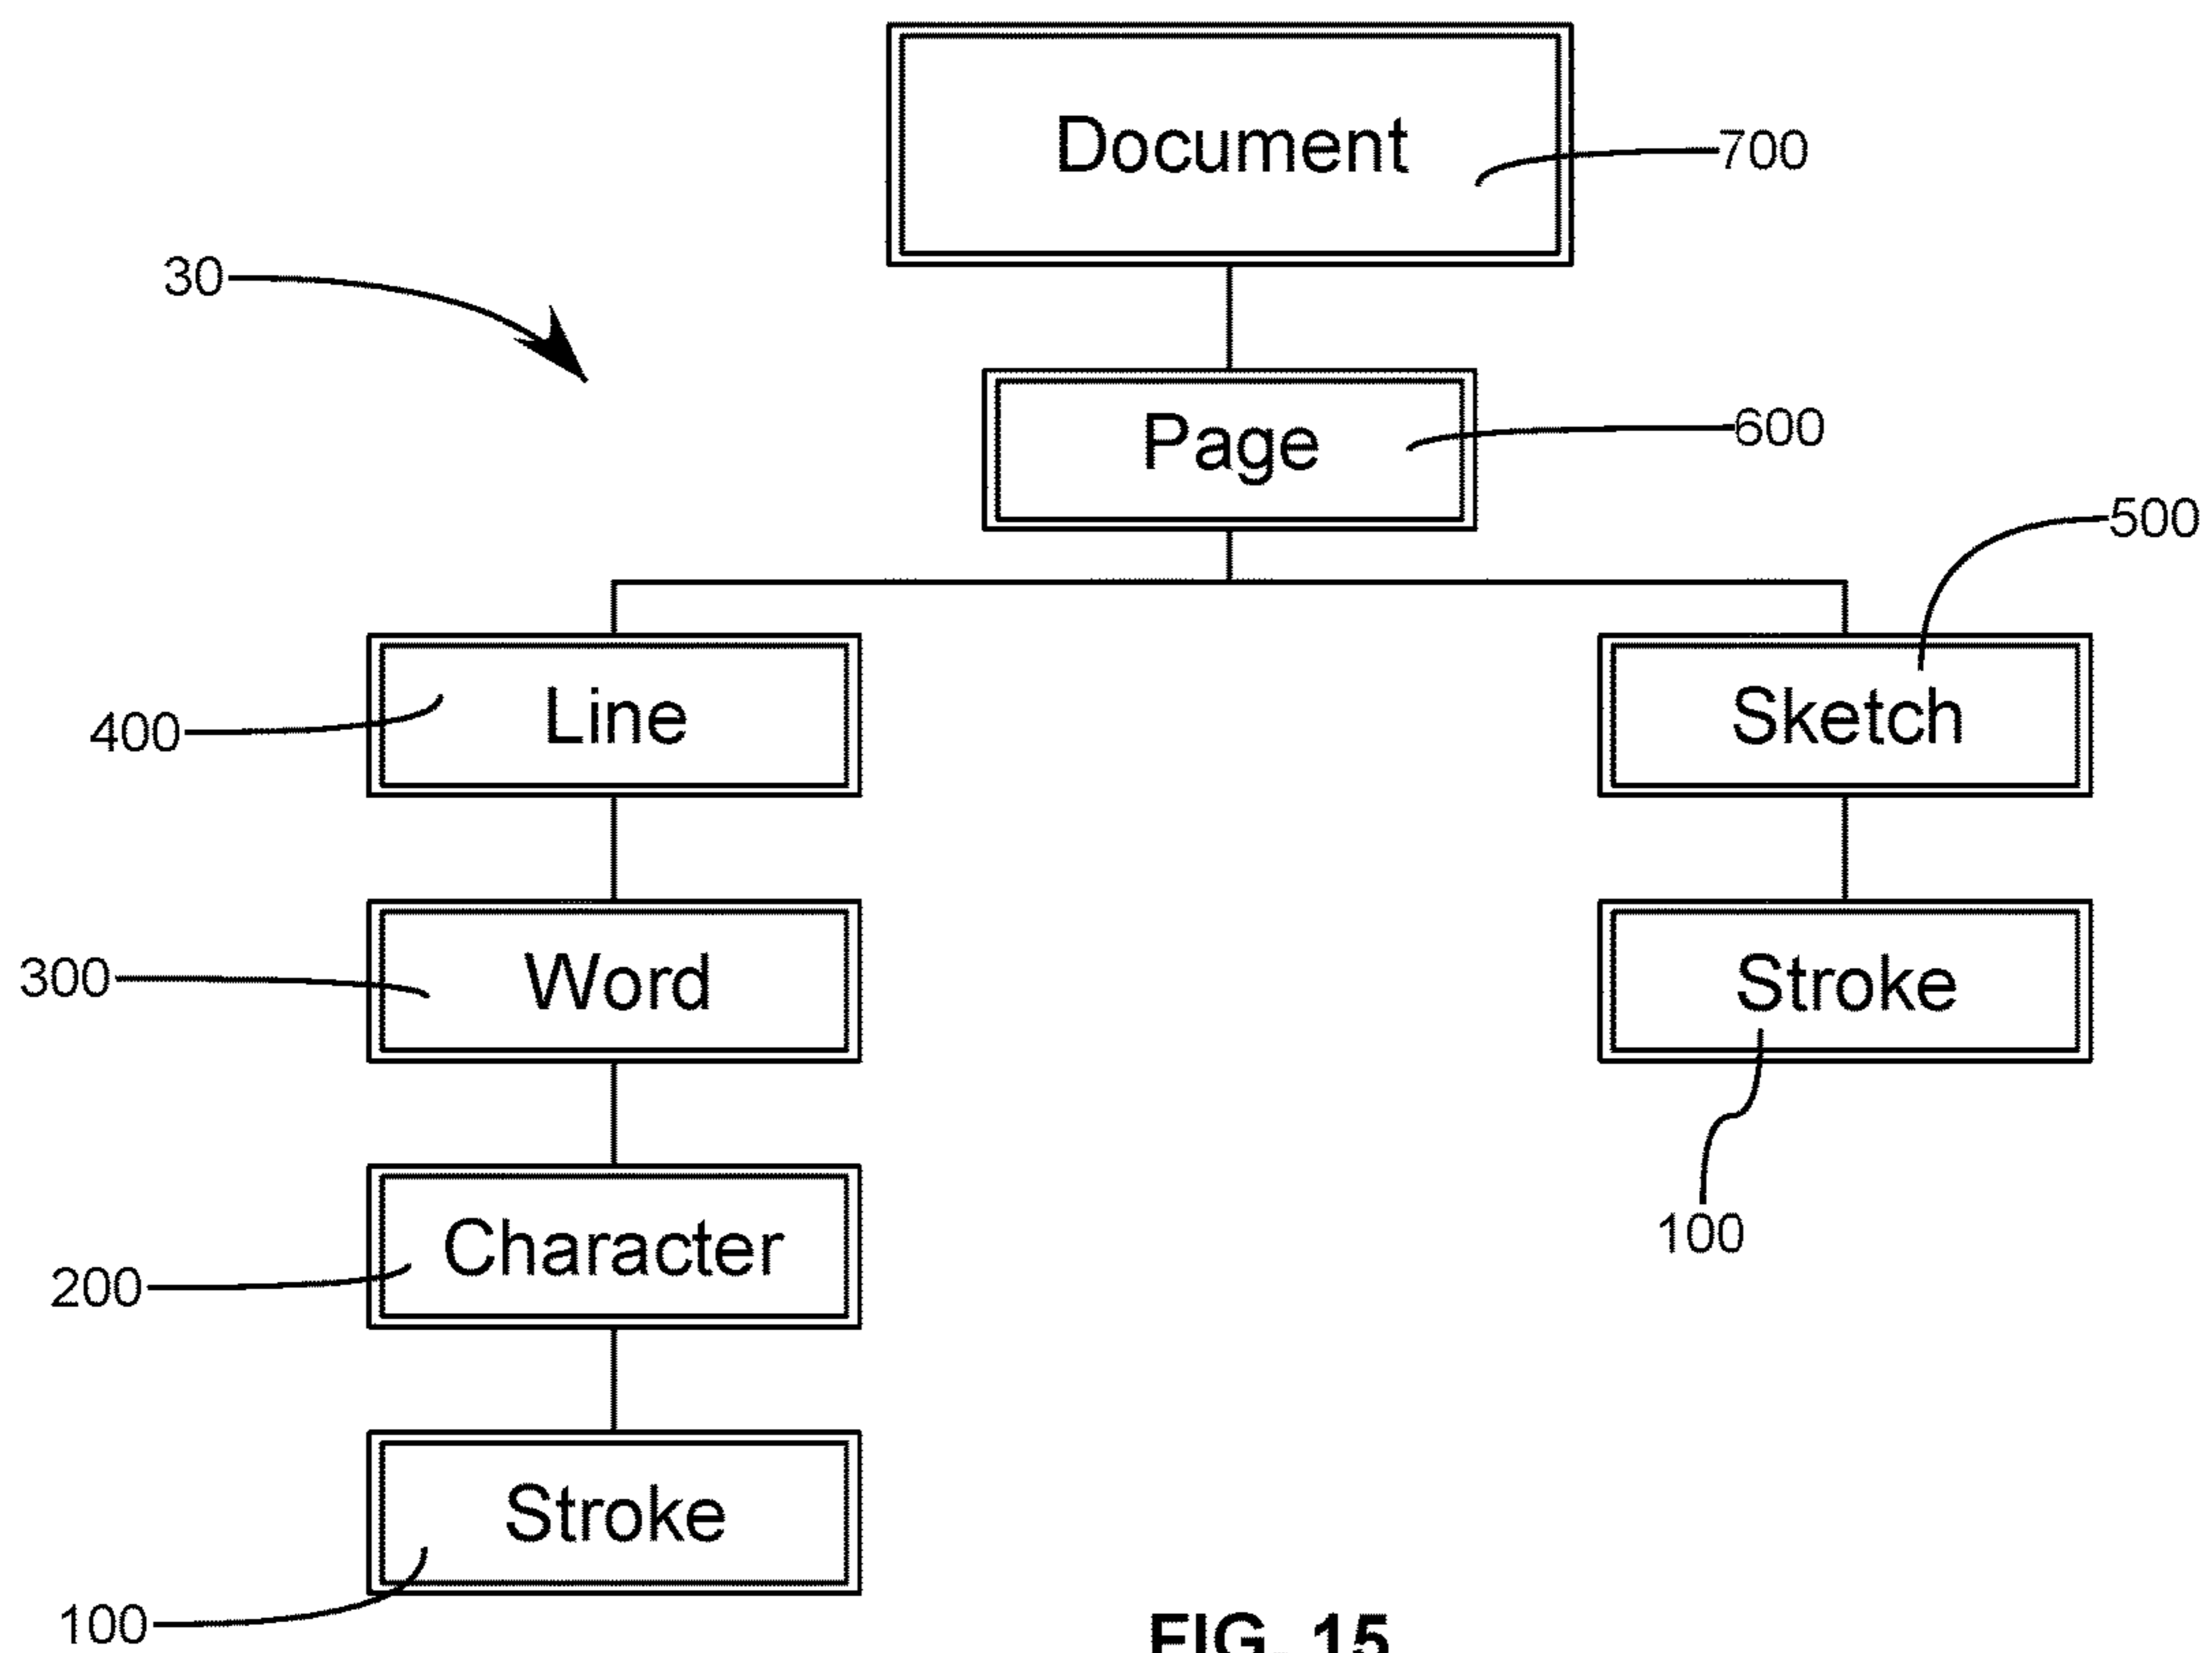 Document
700
30
Page
600
500
Line
400
Sketch
Word
300
Stroke
100
Character
200
Stroke
100
FIG. 15